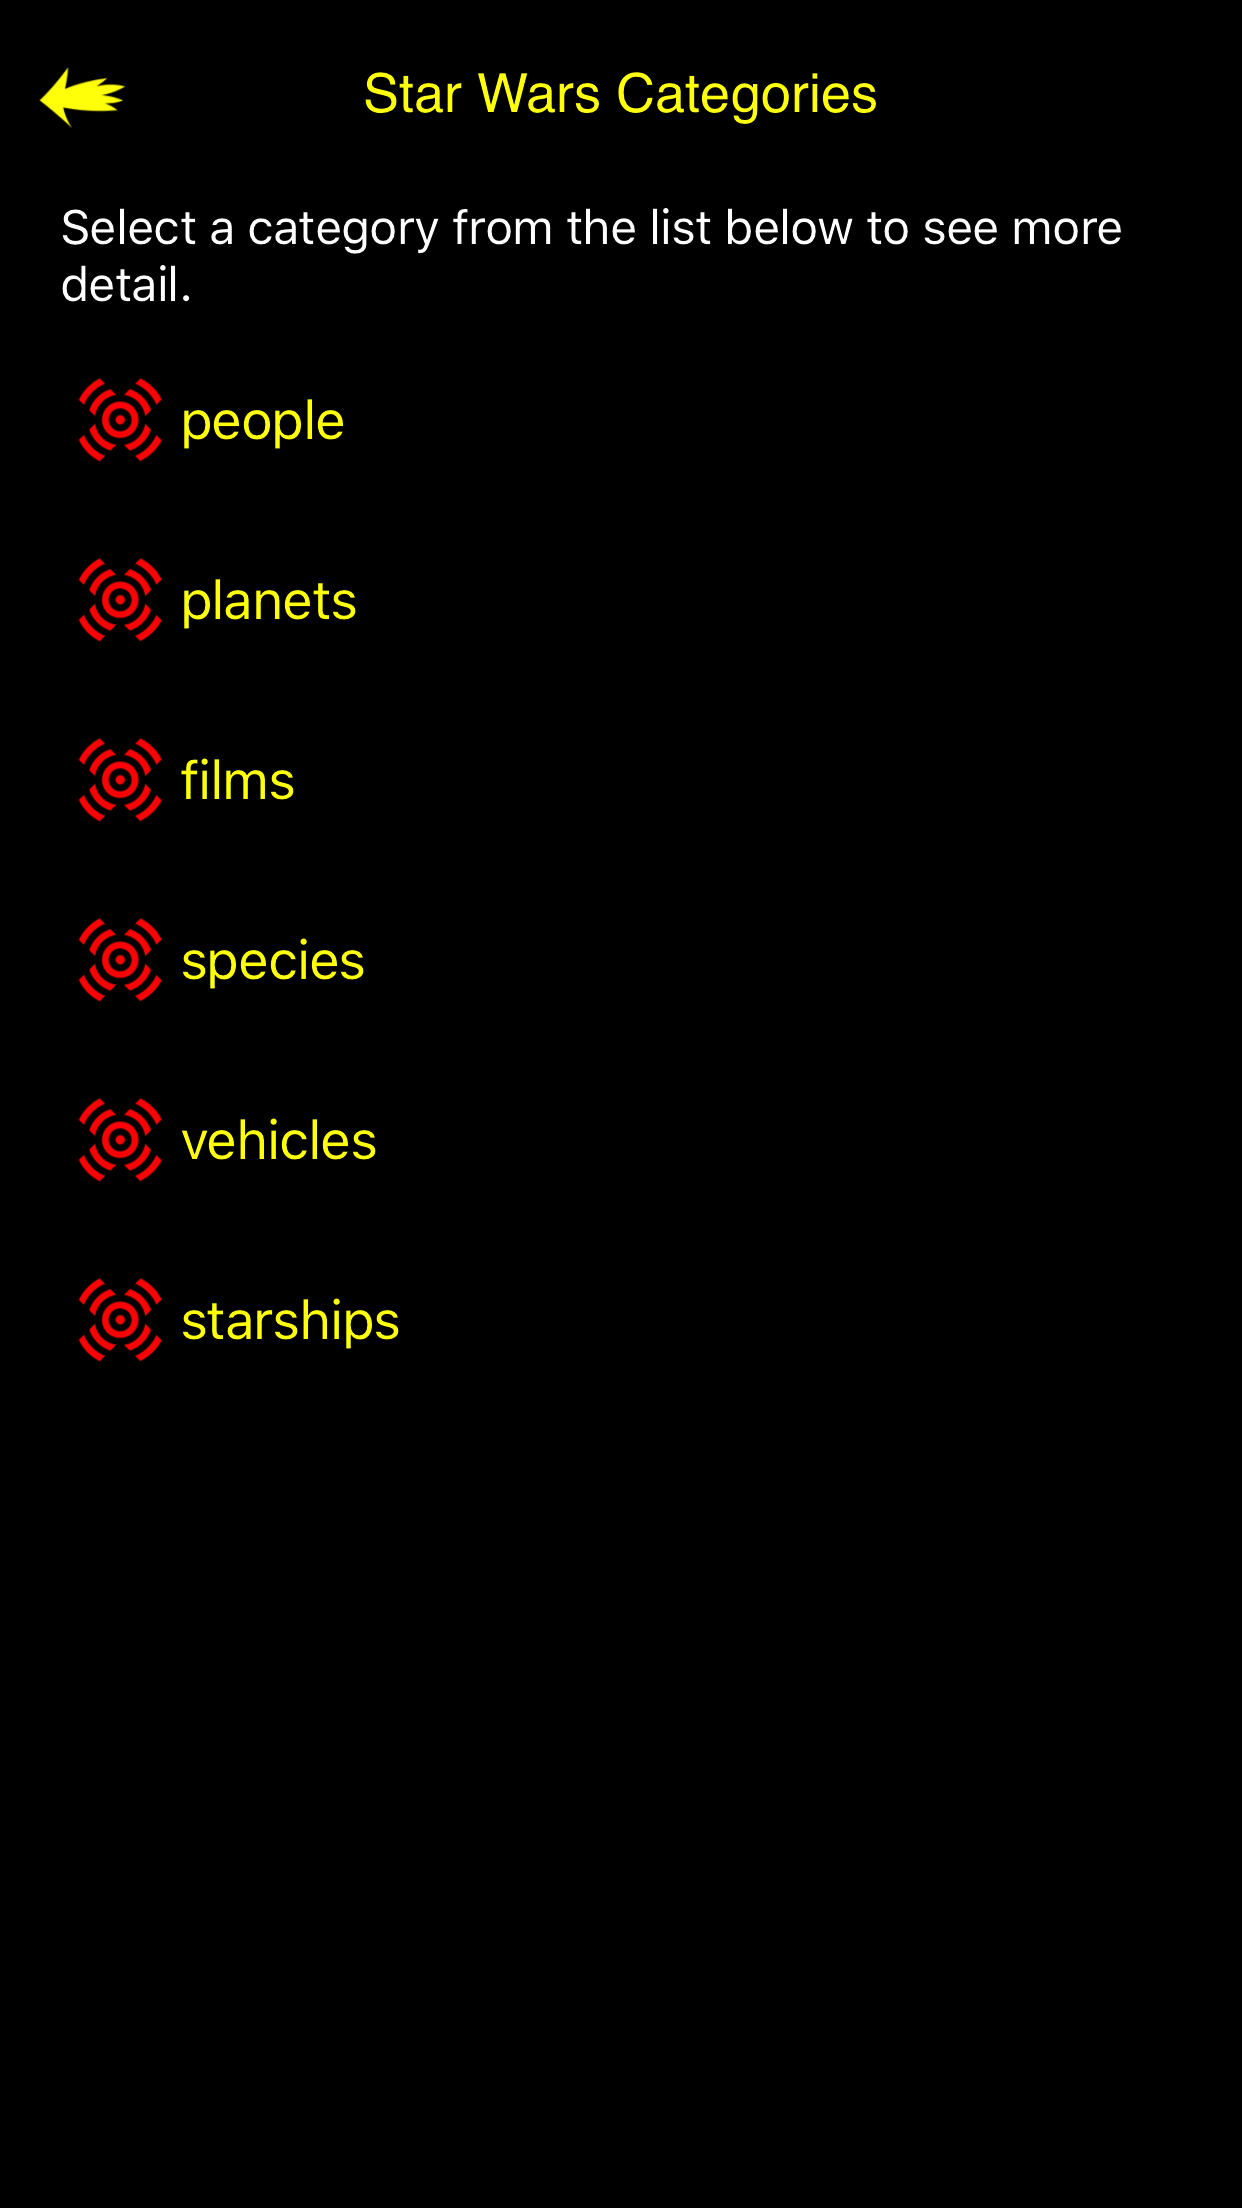 Star Wars Categories
Select a category from the list below to see more
detail.
people
planets
films
species
vehicles
starships